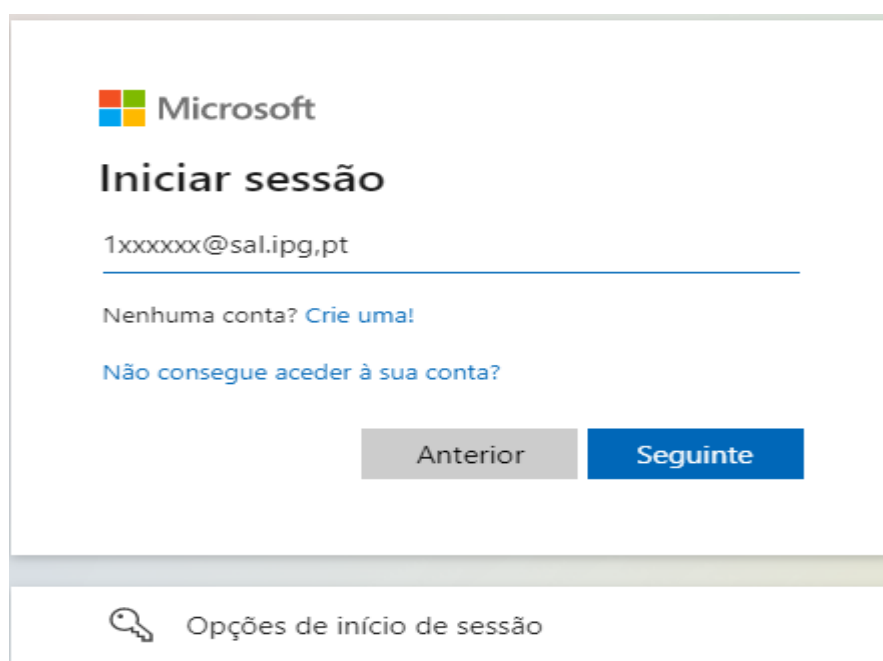 Microsoft
Iniciar sessão
1xxxxxx@sal.ipg,pt
Nenhuma conta? Crie uma!
Não consegue aceder à sua conta?
Anterior Seguinte
Opções de início de sessão